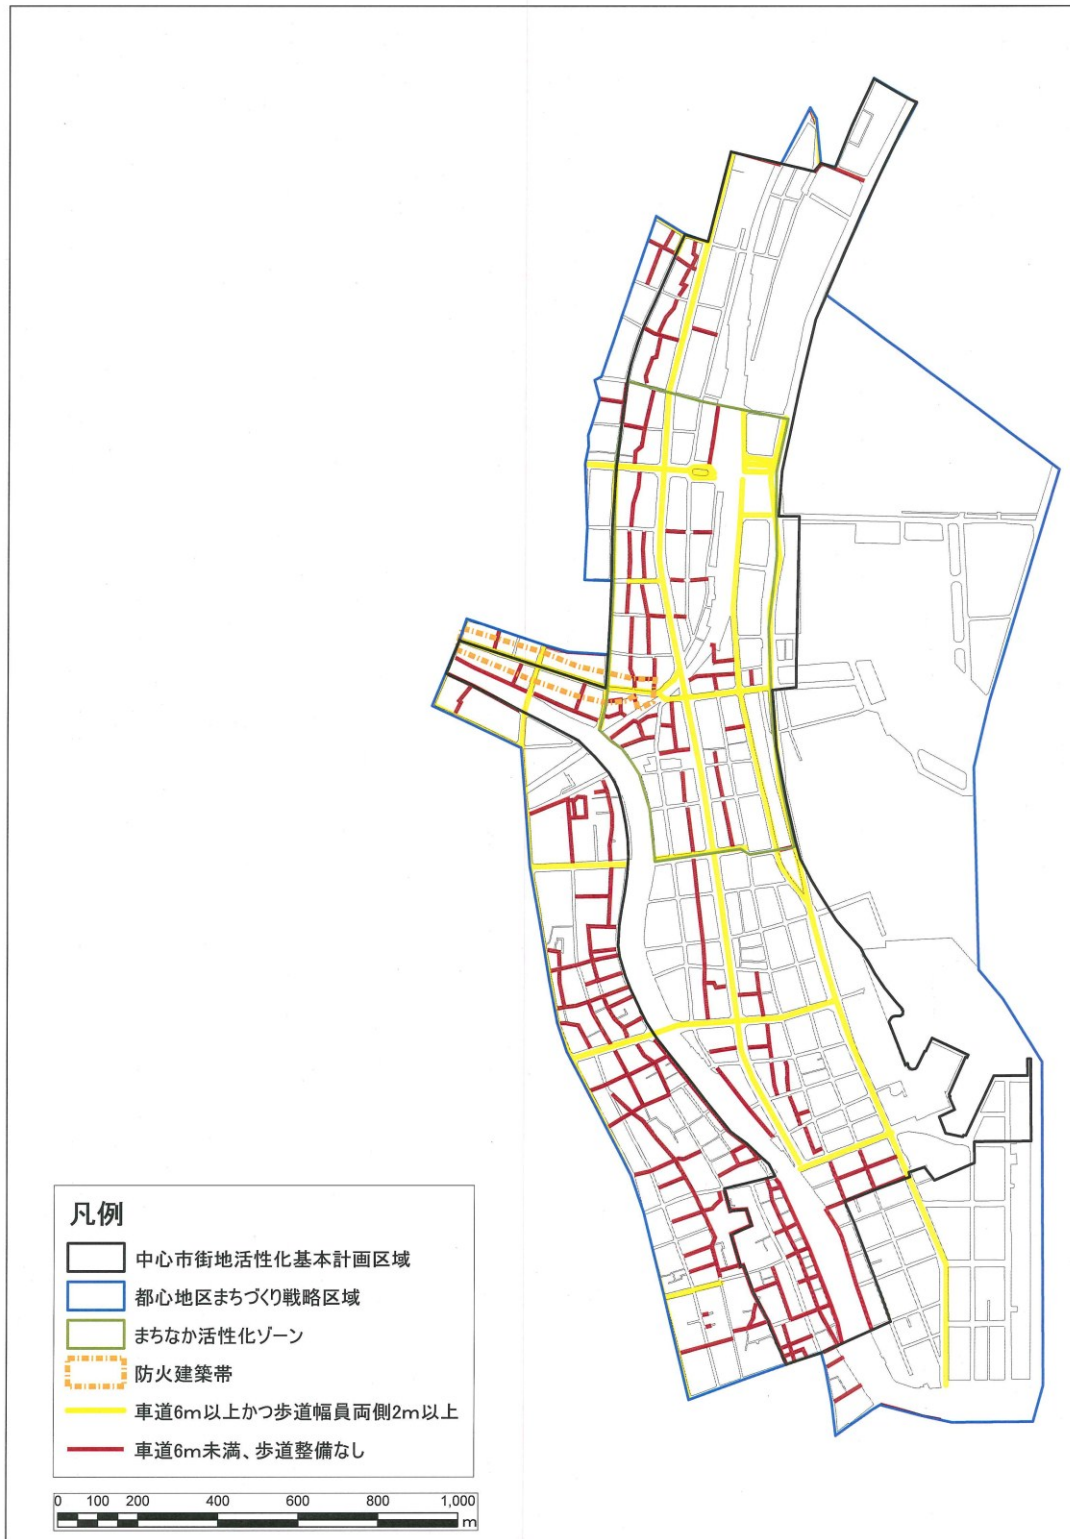 凡例
中心市街地活性化基本計画区域
都心地区まちづくり戦略区域
まちなか活性化ゾーン
防火建築帯
車道6m以上かつ歩道幅員両側2m以上
車道6m未満、歩道整備なし
0 100 200 400 600 800 1,000
m